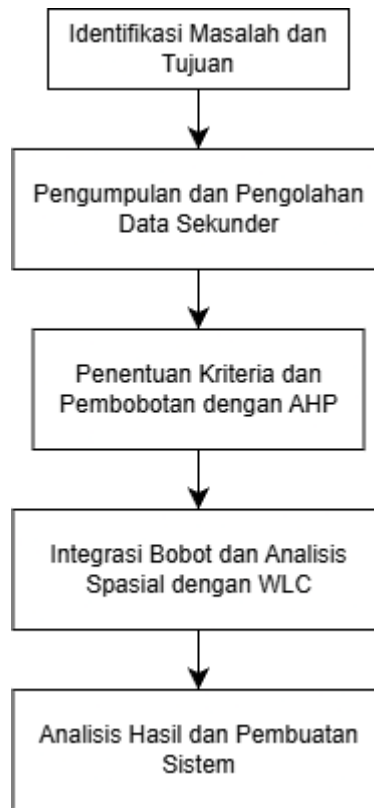 Identifikasi Masalah dan
Tujuan
Pengumpulan dan Pengolahan
Data Sekunder
Penentuan Kriteria dan
Pembobotan dengan AHP
Integrasi Bobot dan Analisis
Spasial dengan WLC
Analisis Hasil dan Pembuatan
Sistem